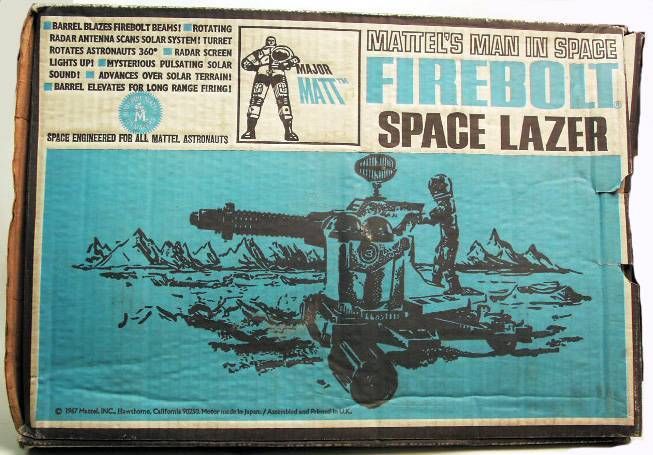 ■ BARREL BLAZES FIREBOLT BEAMS! ■ ROTATING
RADAR ANTENNA SCANS SOLAR SYSTEM! TURRET
ROTATES ASTRONAUTS 360° ■ RADAR SCREEN
LIGHTS UP! ■ MYSTERIOUS PULSATING SOLAR
SOUND! ■ ADVANCES OVER SOLAR TERRAIN!
■ BARREL ELEVATES FOR LONG RANGE FIRING!
M
SPACE ENGINEERED FOR ALL MATTEL ASTRONAUTS
MAJOR
MATT™
MATTEL'S MAN IN SPACE
FIREBOLT®
SPACE LAZER
© 1967 Mattel, INC., Hawthorne, California 90250. Motor made in Japan. / Assembled and Printed in U.K.